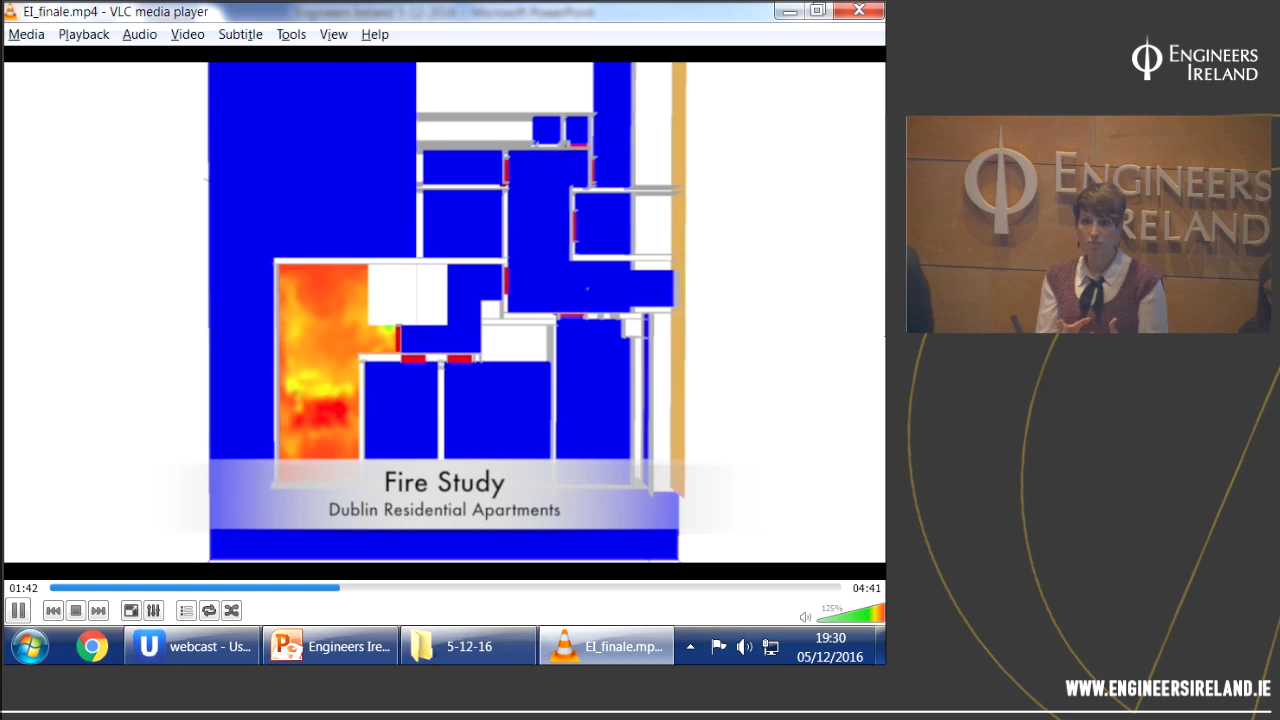 EI_finale.mp4 - VLC media player
Media Playback Audio Video Subtitle Tools View Help
Fire Study
Dublin Residential Apartments
01:42
04:41
125%
webcast - Us...
Engineers Ire...
5-12-16
EI_finale.mp...
19:30
05/12/2016
ENGINEERS
IRELAND
ENGINEERS
IRELAND
WWW.ENGINEERSIRELAND.IE